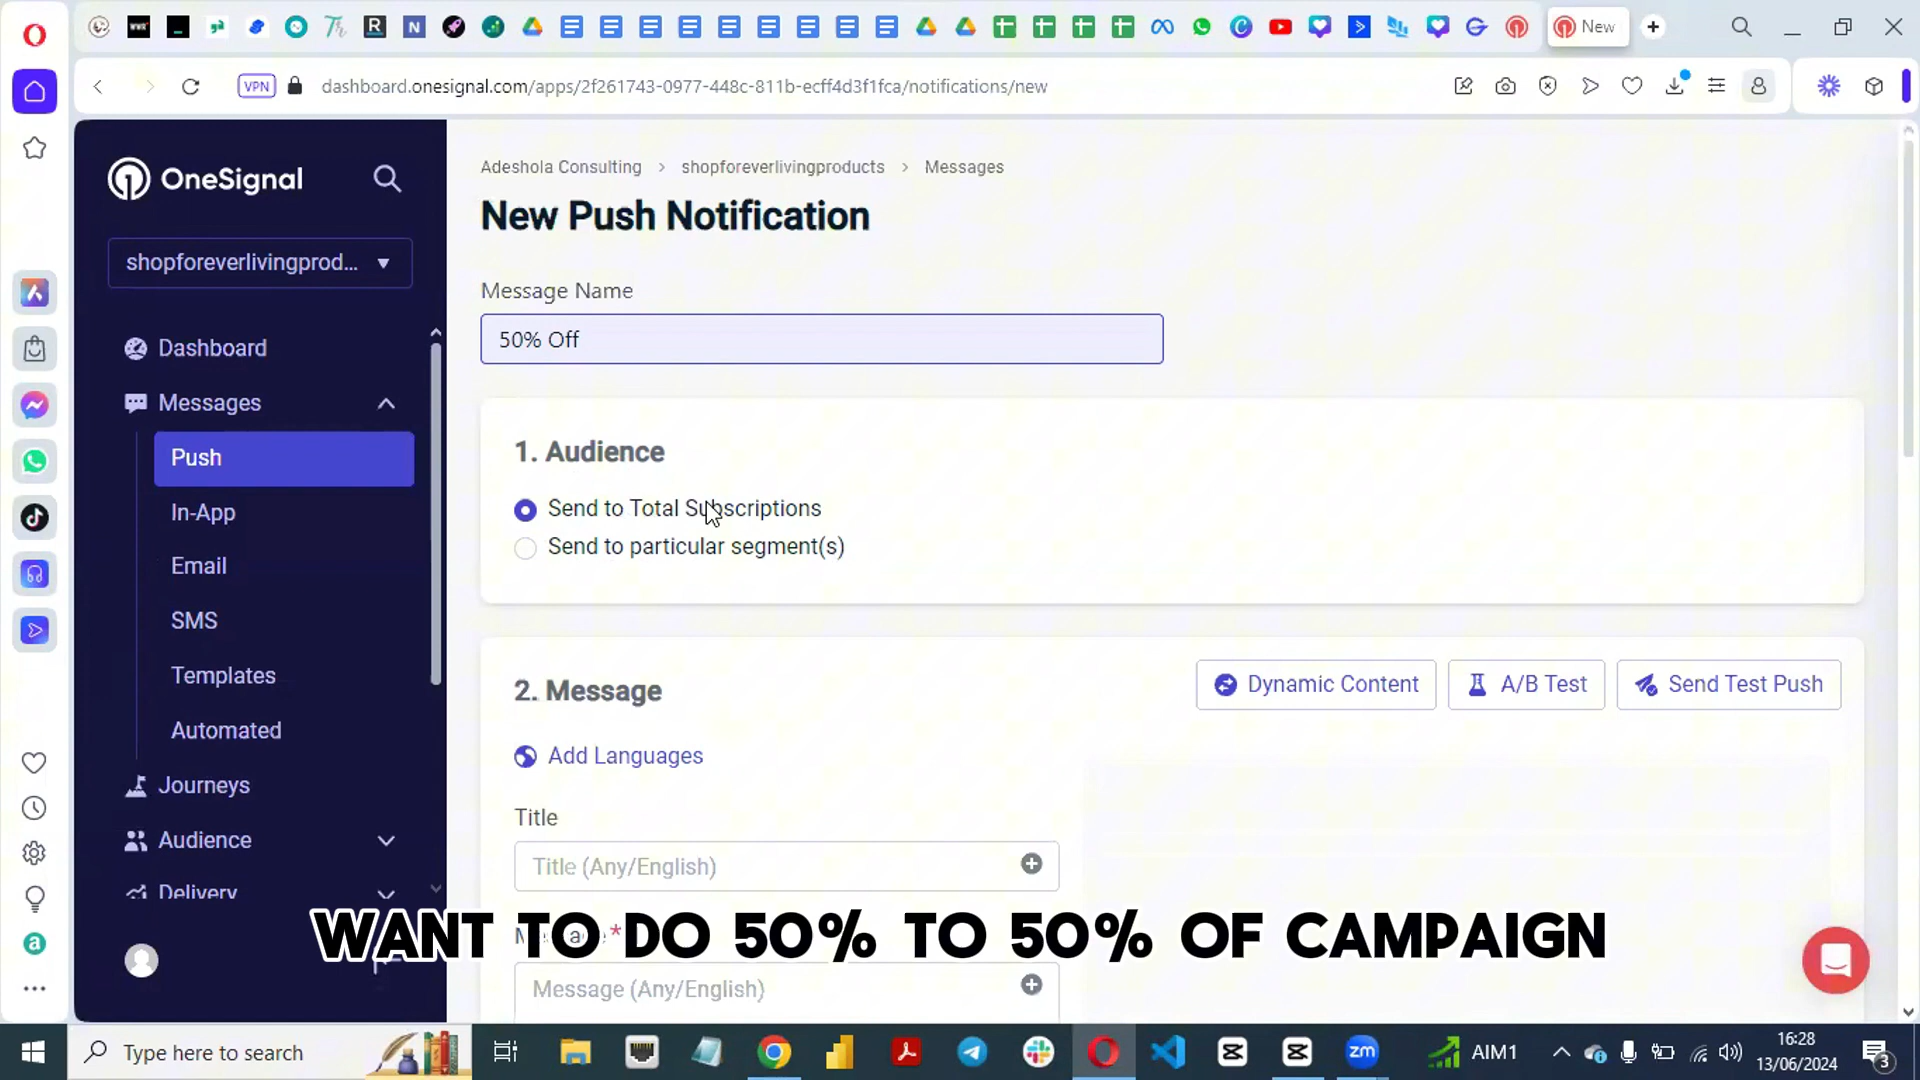 New
VPN
dashboard.onesignal.com/apps/2f261743-0977-448c-811b-ecff4d3f1fca/notifications/new
OneSignal
shopforeverlivingprod...
Dashboard
Messages
Push
In-App
Email
SMS
Templates
Automated
Journeys
Audience
Delivery
Adeshola Consulting > shopforeverlivingproducts > Messages
New Push Notification
Message Name
50% Off
1. Audience
Send to Total Subscriptions
Send to particular segment(s)
2. Message
Dynamic Content
A/B Test
Send Test Push
Add Languages
Title
Title (Any/English)
Message*
WANT TO DO 50% TO 50% OF CAMPAIGN
Message (Any/English)
Type here to search
zm
AIM1
16:28
13/06/2024
3